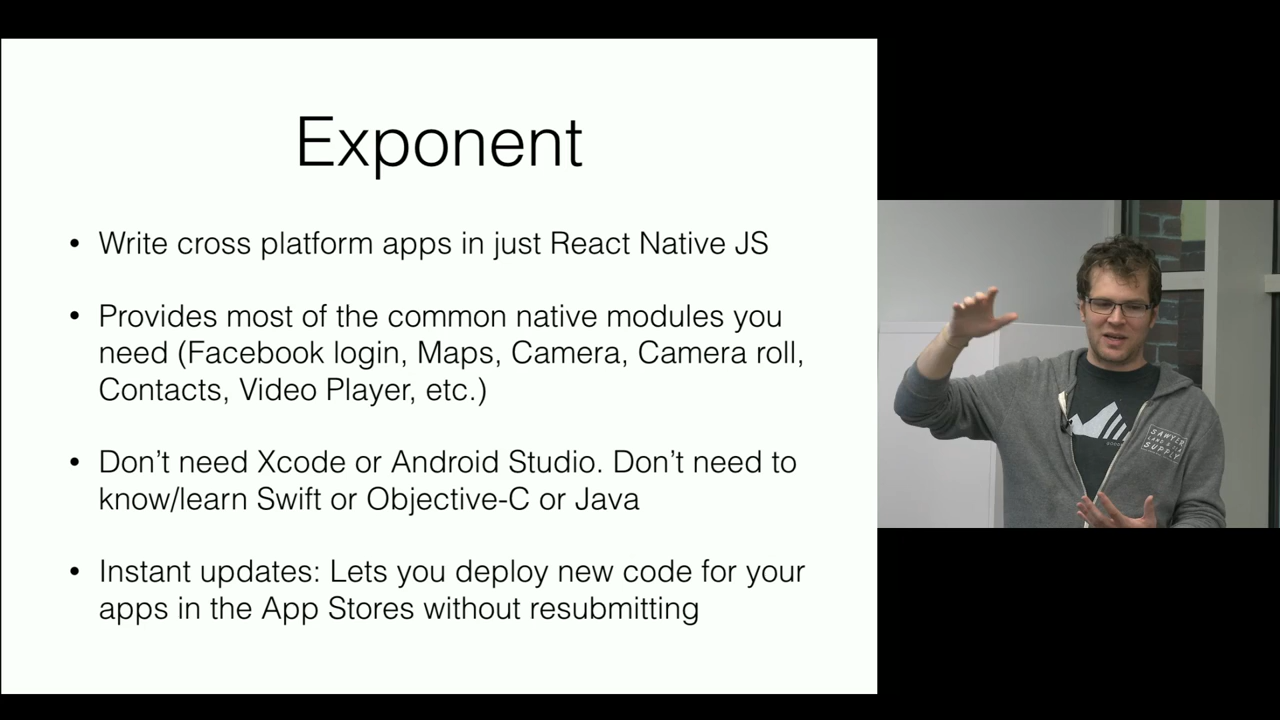 Exponent
• Write cross platform apps in just React Native JS
• Provides most of the common native modules you
need (Facebook login, Maps, Camera, Camera roll,
Contacts, Video Player, etc.)
• Don’t need Xcode or Android Studio. Don’t need to
know/learn Swift or Objective-C or Java
• Instant updates: Lets you deploy new code for your
apps in the App Stores without resubmitting
SAWYER
SUPPLY